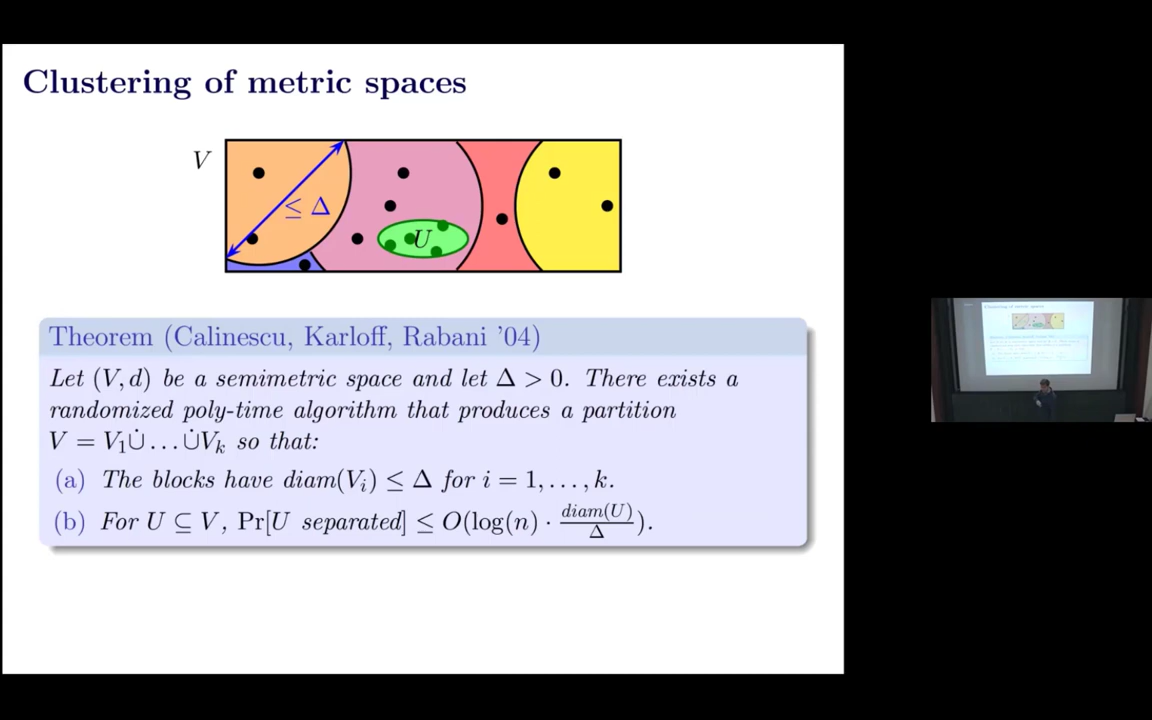 Clustering of metric spaces
V
≤ Δ
U
Theorem (Calinescu, Karloff, Rabani '04)
Let (V, d) be a semimetric space and let Δ > 0. There exists a
randomized poly-time algorithm that produces a partition
V = V₁∪̇ . . . ∪̇Vₖ so that:
(a) The blocks have diam(Vᵢ) ≤ Δ for i = 1, . . . , k.
(b) For U ⊆ V, Pr[U separated] ≤ O(log(n) · diam(U)/Δ).